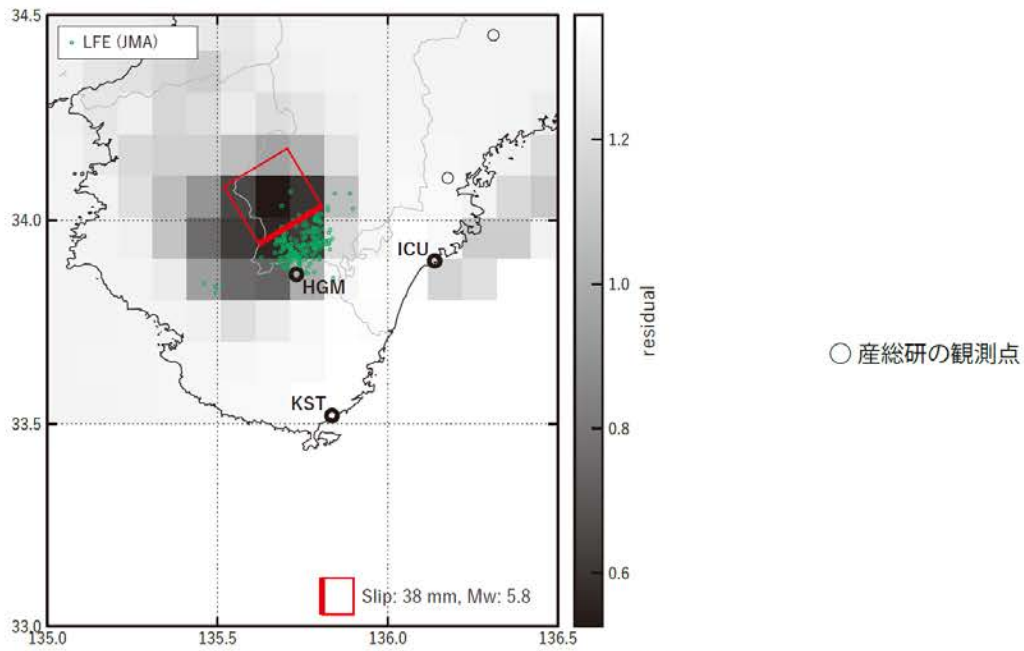 34.5
LFE (JMA)
1.2
34.0
ICU
HGM
1.0
residual
○ 産総研の観測点
KST
33.5
0.8
Slip: 38 mm, Mw: 5.8
0.6
33.0
135.0
135.5
136.0
136.5